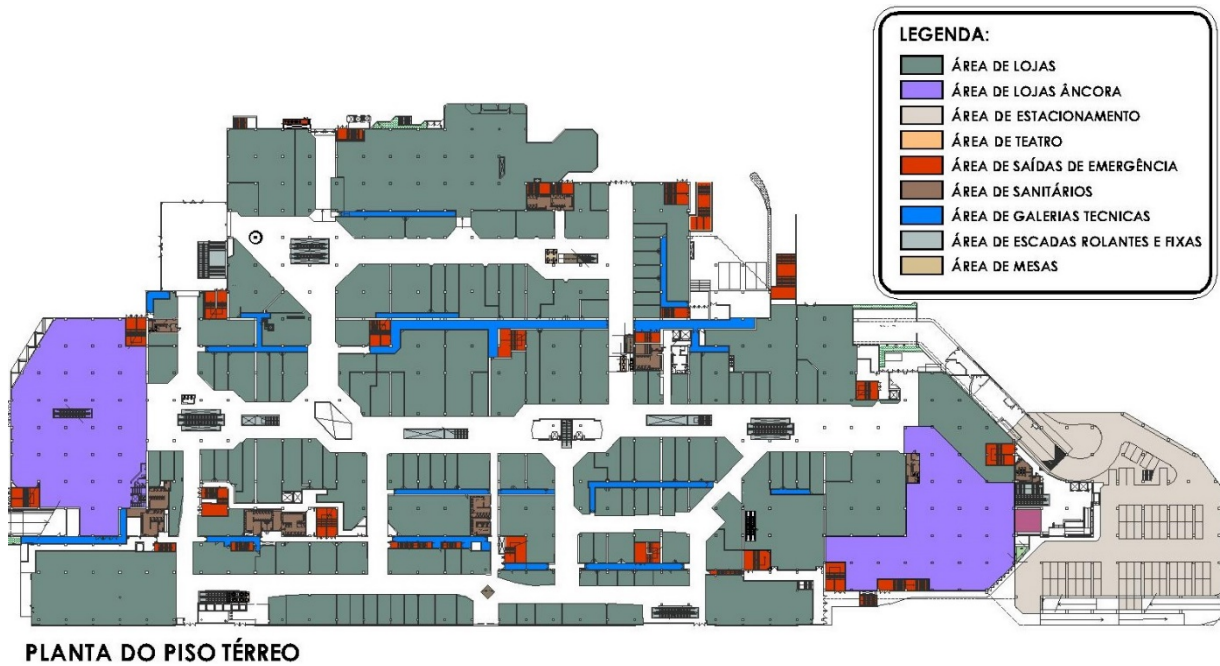 LEGENDA:
ÁREA DE LOJAS
ÁREA DE LOJAS ÂNCORA
ÁREA DE ESTACIONAMENTO
ÁREA DE TEATRO
ÁREA DE SAÍDAS DE EMERGÊNCIA
ÁREA DE SANITÁRIOS
ÁREA DE GALERIAS TECNICAS
ÁREA DE ESCADAS ROLANTES E FIXAS
ÁREA DE MESAS
PLANTA DO PISO TÉRREO